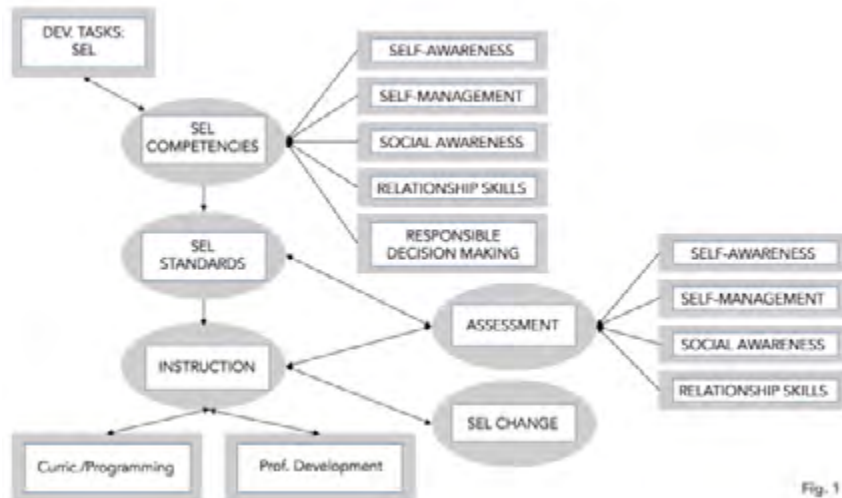 DEV. TASKS:
SEL
SELF-AWARENESS
SELF-MANAGEMENT
SEL
COMPETENCIES
SOCIAL AWARENESS
RELATIONSHIP SKILLS
RESPONSIBLE
DECISION MAKING
SEL
STANDARDS
SELF-AWARENESS
SELF-MANAGEMENT
ASSESSMENT
SOCIAL AWARENESS
RELATIONSHIP SKILLS
INSTRUCTION
SEL CHANGE
Curric./Programming
Prof. Development
Fig. 1